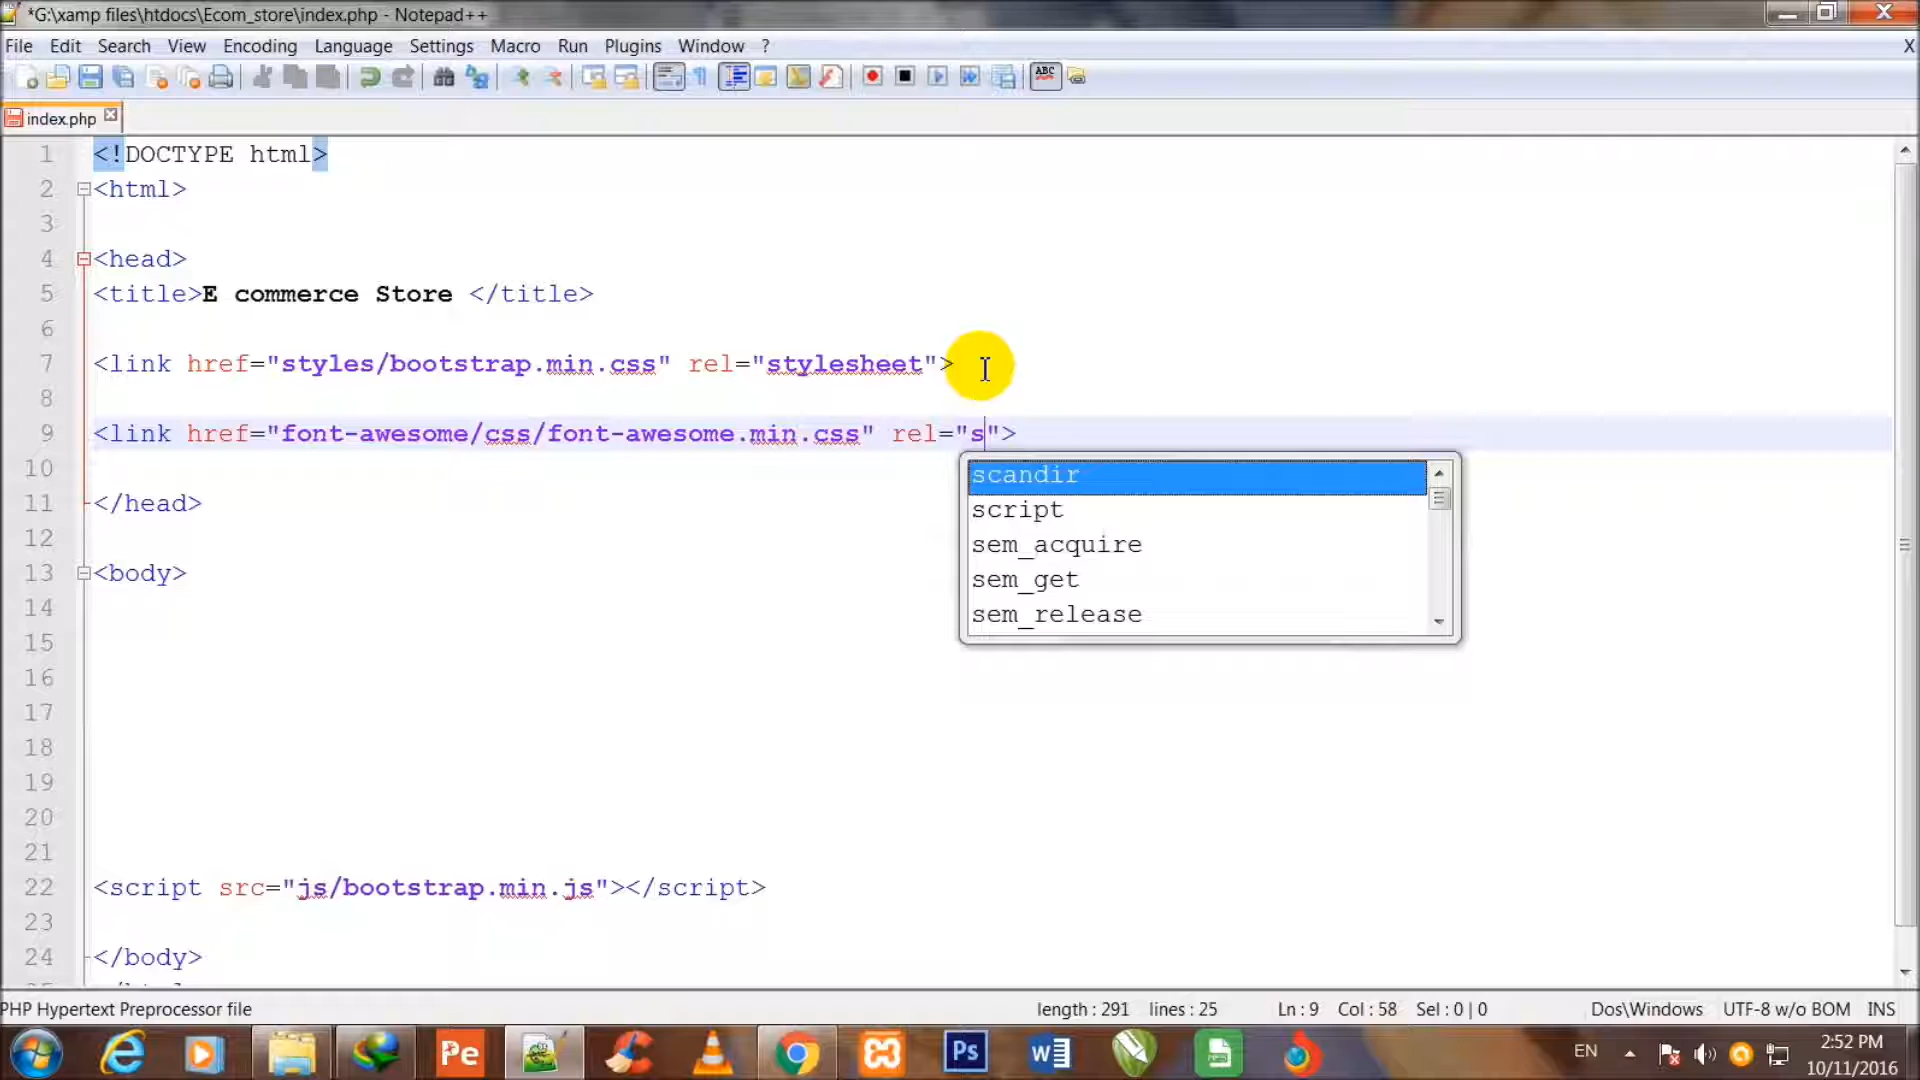 *G:\xamp files\htdocs\Ecom_store\index.php - Notepad++
File Edit Search View Encoding Language Settings Macro Run Plugins Window ? X
ABC
index.php
1 <!DOCTYPE html>
2 <html>
3
4 <head>
5 <title>E commerce Store </title>
6
7 <link href="styles/bootstrap.min.css" rel="stylesheet">
8
9 <link href="font-awesome/css/font-awesome.min.css" rel="s">
10
scandir
script
sem_acquire
sem_get
sem_release
11 </head>
12
13 <body>
14
15
16
17
18
19
20
21
22 <script src="js/bootstrap.min.js"></script>
23
24 </body>
PHP Hypertext Preprocessor file length : 291 lines : 25 Ln : 9 Col : 58 Sel : 0 | 0 Dos\Windows UTF-8 w/o BOM INS
Pe Ps W EN 2:52 PM
10/11/2016